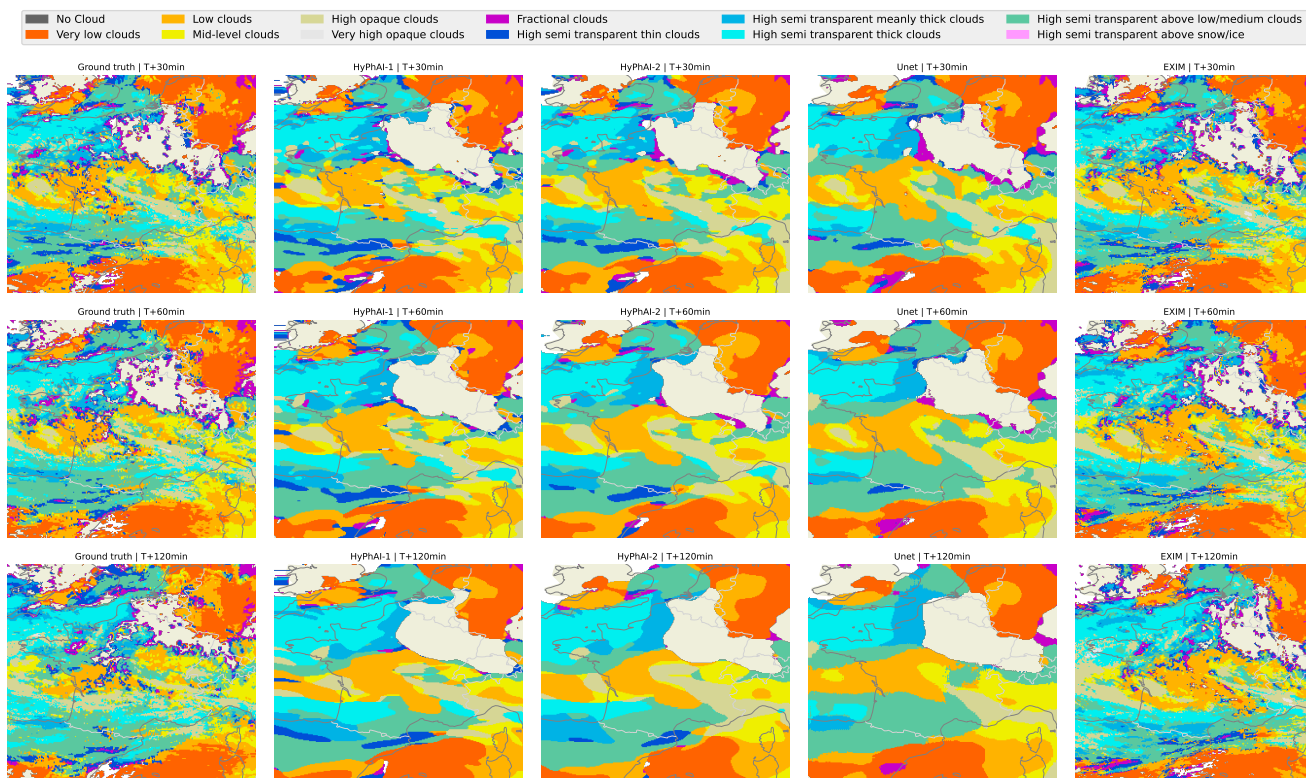 No Cloud Low clouds High opaque clouds Fractional clouds High semi transparent meanly thick clouds High semi transparent above low/medium clouds
Very low clouds Mid-level clouds Very high opaque clouds High semi transparent thin clouds High semi transparent thick clouds High semi transparent above snow/ice
Ground truth | T+30min HyPhAI-1 | T+30min HyPhAI-2 | T+30min Unet | T+30min EXIM | T+30min
Ground truth | T+60min HyPhAI-1 | T+60min HyPhAI-2 | T+60min Unet | T+60min EXIM | T+60min
Ground truth | T+120min HyPhAI-1 | T+120min HyPhAI-2 | T+120min Unet | T+120min EXIM | T+120min